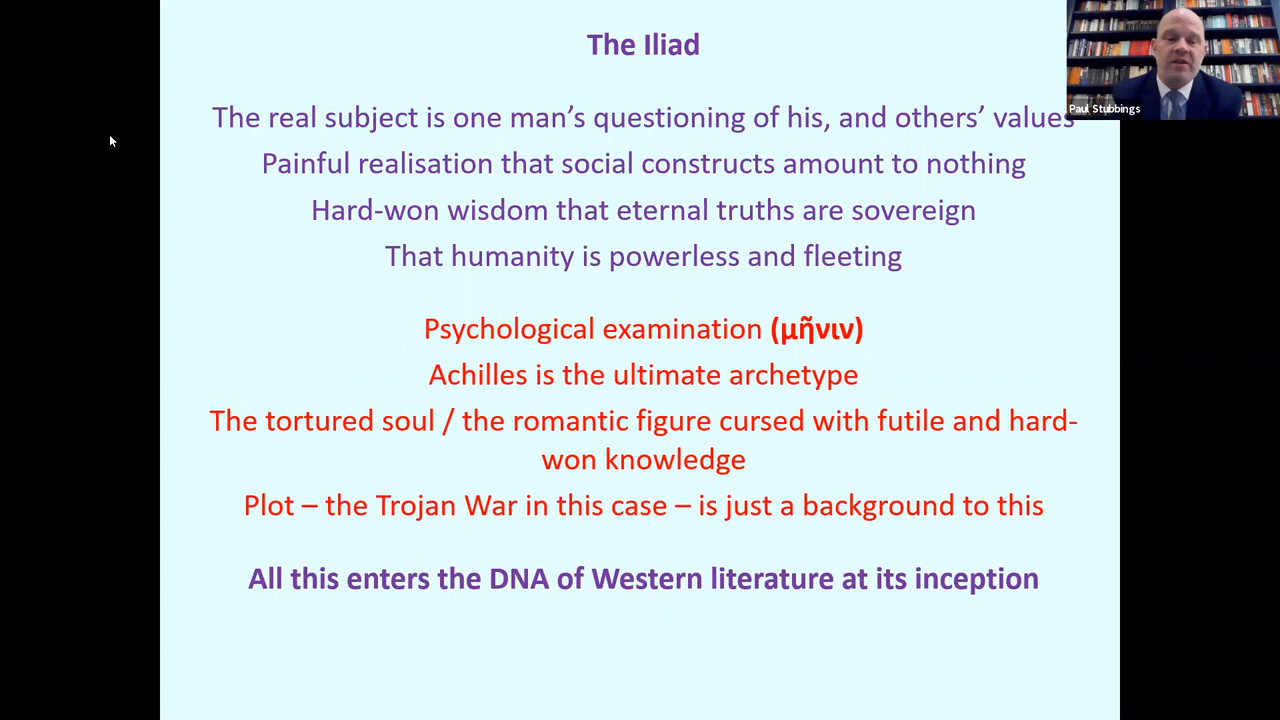 The Iliad
Paul Stubbings
The real subject is one man’s questioning of his, and others’ values
Painful realisation that social constructs amount to nothing
Hard-won wisdom that eternal truths are sovereign
That humanity is powerless and fleeting
Psychological examination (μῆνιν)
Achilles is the ultimate archetype
The tortured soul / the romantic figure cursed with futile and hard-
won knowledge
Plot – the Trojan War in this case – is just a background to this
All this enters the DNA of Western literature at its inception